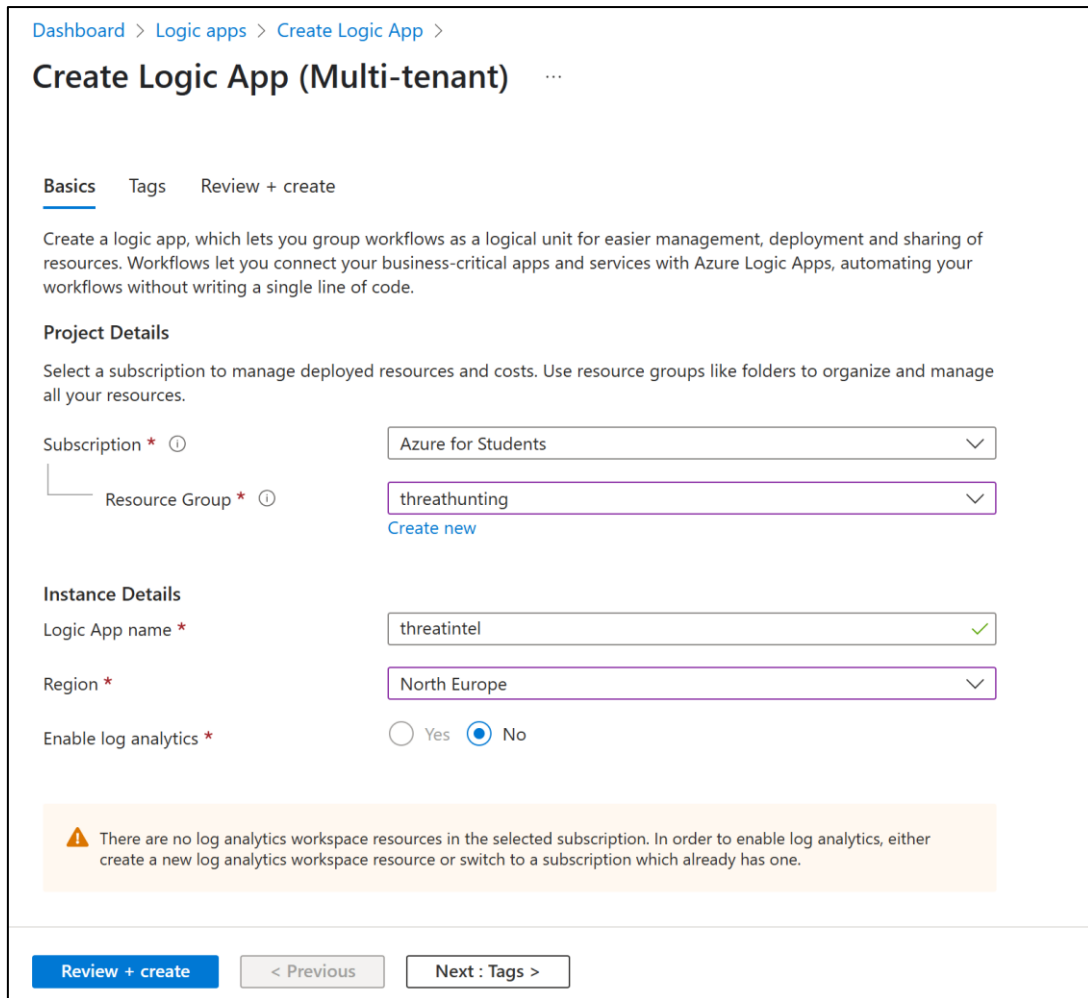 Dashboard > Logic apps > Create Logic App >
Create Logic App (Multi-tenant) ...
Basics Tags Review + create
Create a logic app, which lets you group workflows as a logical unit for easier management, deployment and sharing of
resources. Workflows let you connect your business-critical apps and services with Azure Logic Apps, automating your
workflows without writing a single line of code.
Project Details
Select a subscription to manage deployed resources and costs. Use resource groups like folders to organize and manage
all your resources.
Subscription * Azure for Students
Resource Group * threathunting
Create new
Instance Details
Logic App name * threatintel
Region * North Europe
Enable log analytics * Yes No
There are no log analytics workspace resources in the selected subscription. In order to enable log analytics, either
create a new log analytics workspace resource or switch to a subscription which already has one.
Review + create < Previous Next : Tags >